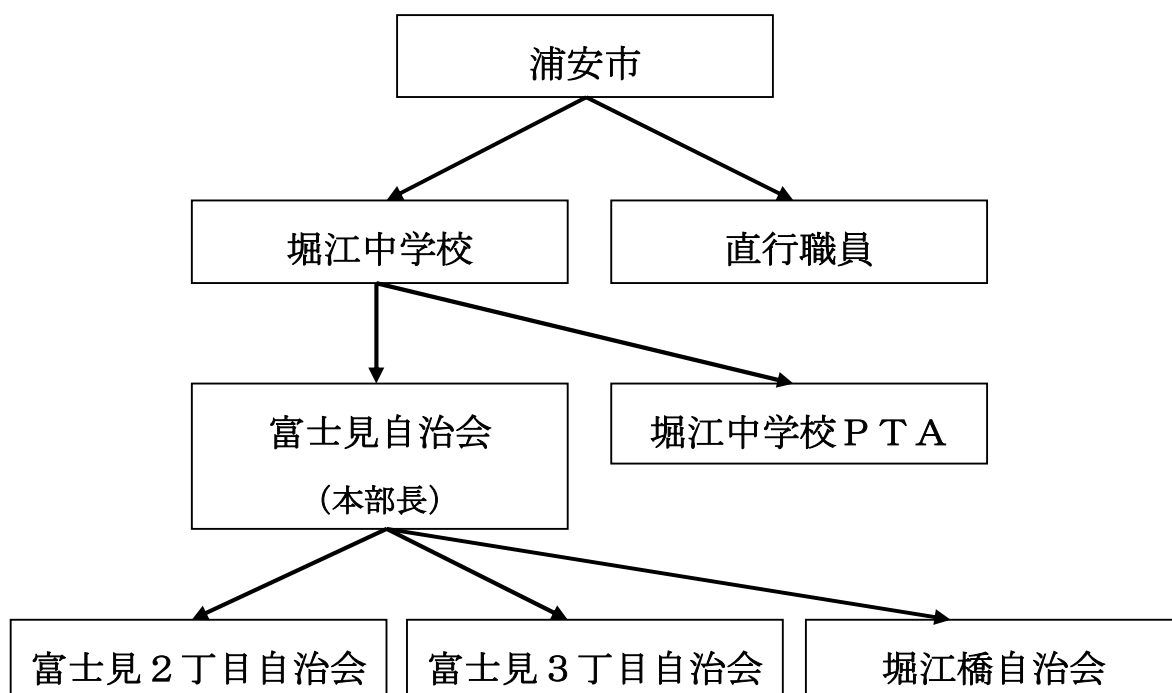 浦安市
堀江中学校
直行職員
富士見自治会
（本部長）
堀江中学校ＰＴＡ
富士見２丁目自治会
富士見３丁目自治会
堀江橋自治会